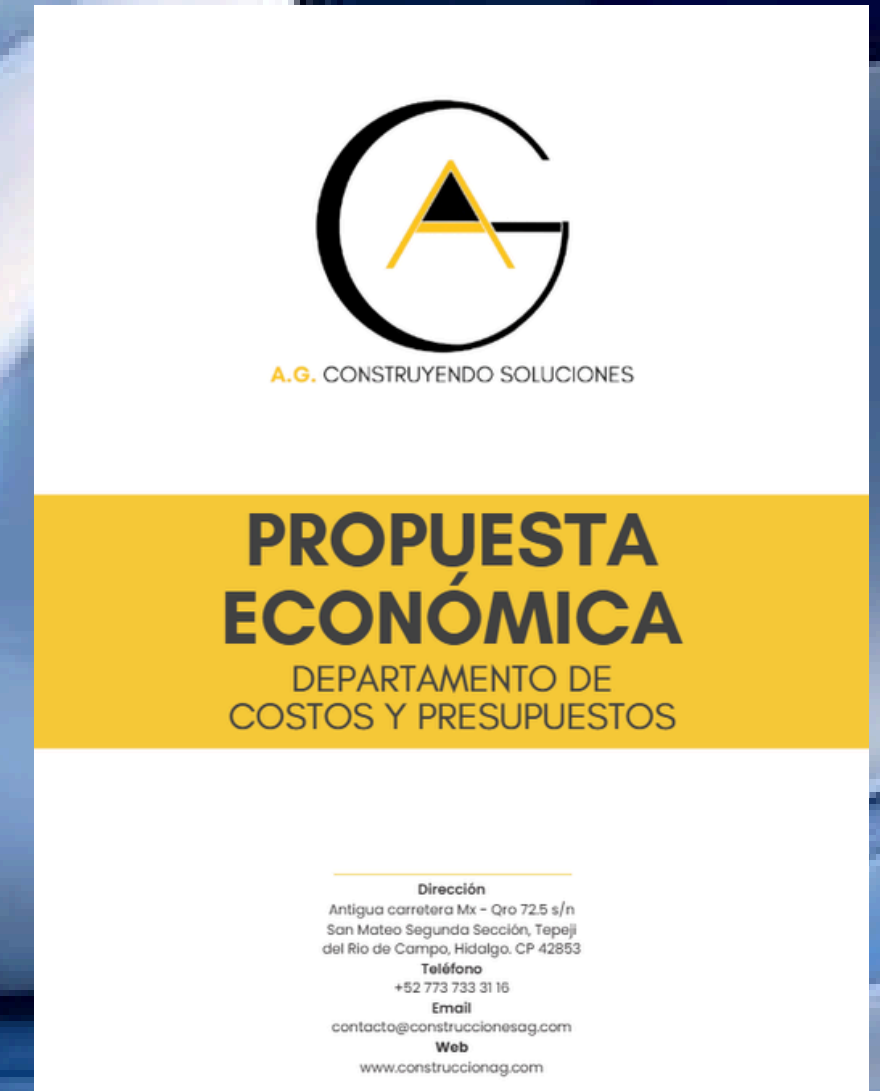 A.G. CONSTRUYENDO SOLUCIONES
PROPUESTA
ECONÓMICA
DEPARTAMENTO DE
COSTOS Y PRESUPUESTOS
Dirección
Antigua carretera Mx - Qro 72.5 s/n
San Mateo Segunda Sección, Tepeji
del Rio de Campo, Hidalgo. CP 42853
Teléfono
+52 773 733 31 16
Email
contacto@construccionesag.com
Web
www.construccionag.com